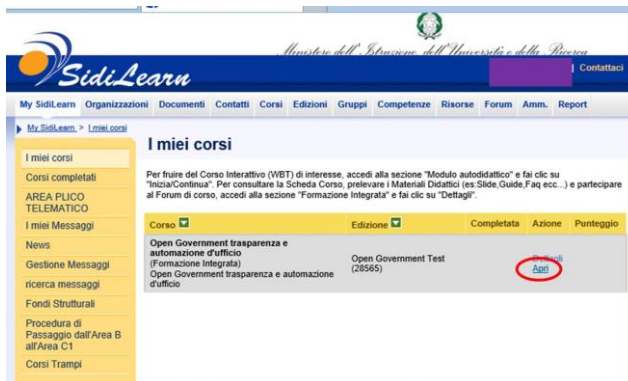 Ministero dell'Istruzione, dell'Università e della Ricerca
SidiLearn
| Contattaci
My SidiLearn Organizzazioni Documenti Contatti Corsi Edizioni Gruppi Competenze Risorse Forum Amm. Report
My SidiLearn > I miei corsi
I miei corsi
Corsi completati
AREA PLICO
TELEMATICO
I miei Messaggi
News
Gestione Messaggi
ricerca messaggi
Fondi Strutturali
Procedura di
Passaggio dall'Area B
all'Area C1
Corsi Trampi
I miei corsi
Per fruire del Corso Interattivo (WBT) di interesse, accedi alla sezione "Modulo autodidattico" e fai clic su
"Inizia/Continua". Per consultare la Scheda Corso, prelevare i Materiali Didattici (es:Slide,Guide,Faq ecc...) e partecipare
al Forum di corso, accedi alla sezione "Formazione Integrata" e fai clic su "Dettagli".
Corso Edizione Completata Azione Punteggio
Open Government trasparenza e
automazione d'ufficio
(Formazione Integrata)
Open Government trasparenza e automazione
d'ufficio
Open Government Test
(28565)
Dettagli
Apri